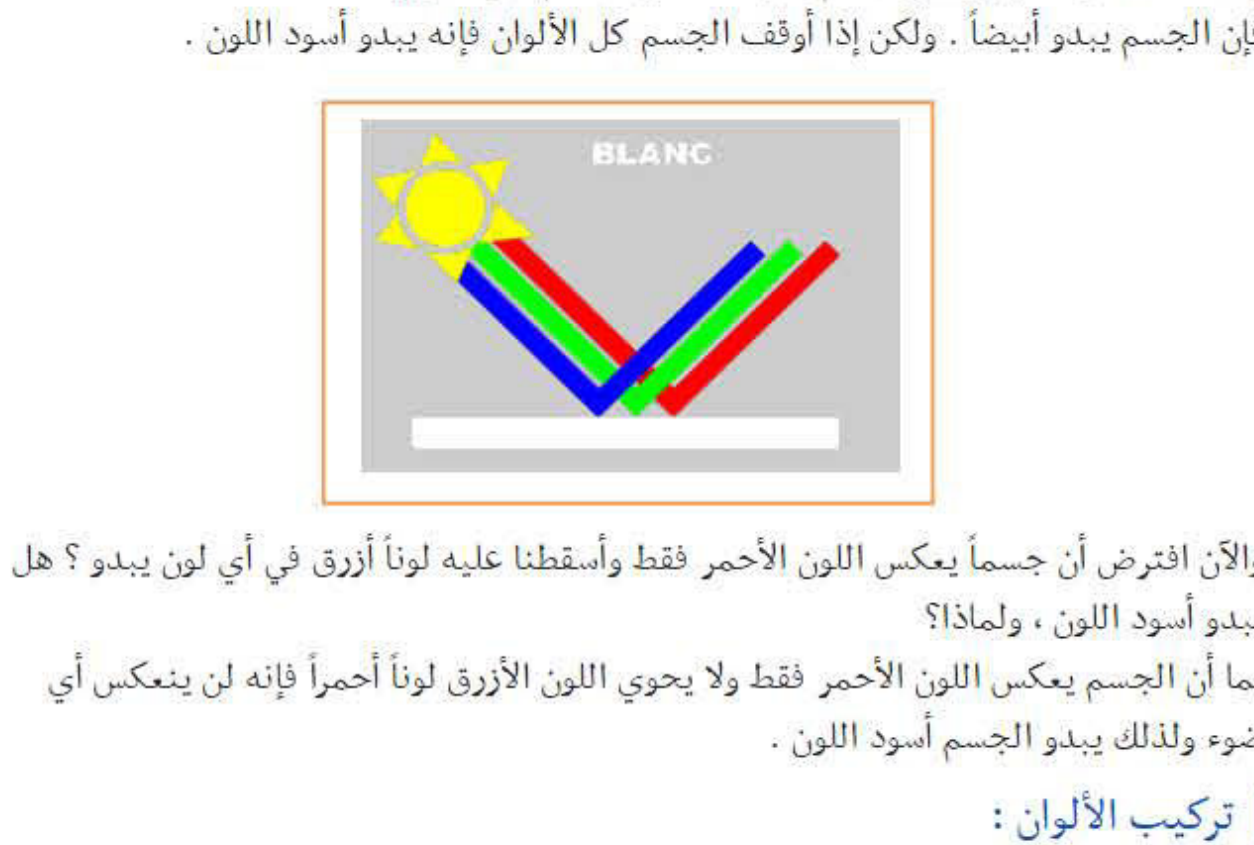 فإن الجسم يبدو أبيضاً . ولكن إذا أوقف الجسم كل الألوان فإنه يبدو أسود اللون .
BLANC
والآن افترض أن جسماً يعكس اللون الأحمر فقط وأسقطنا عليه لوناً أزرق في أي لون يبدو ؟ هل
يبدو أسود اللون ، ولماذا؟
بما أن الجسم يعكس اللون الأحمر فقط ولا يحوي اللون الأزرق لوناً أحمراً فإنه لن ينعكس أي
ضوء ولذلك يبدو الجسم أسود اللون .
تركيب الألوان :